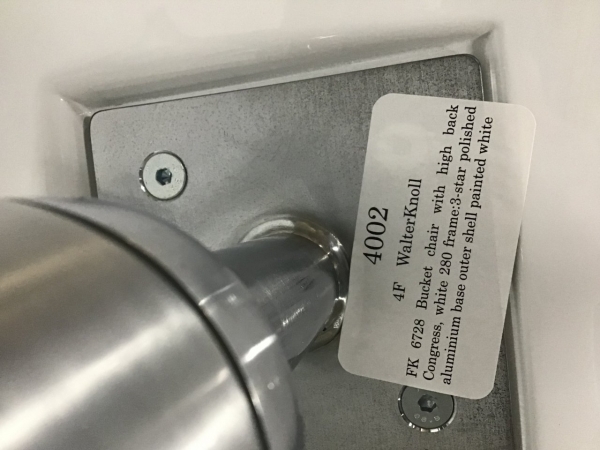 4002
4F WalterKnoll
FK 6728 Bucket chair with high back
Congress, white 280 frame:3-star polished
aluminium base outer shell painted white